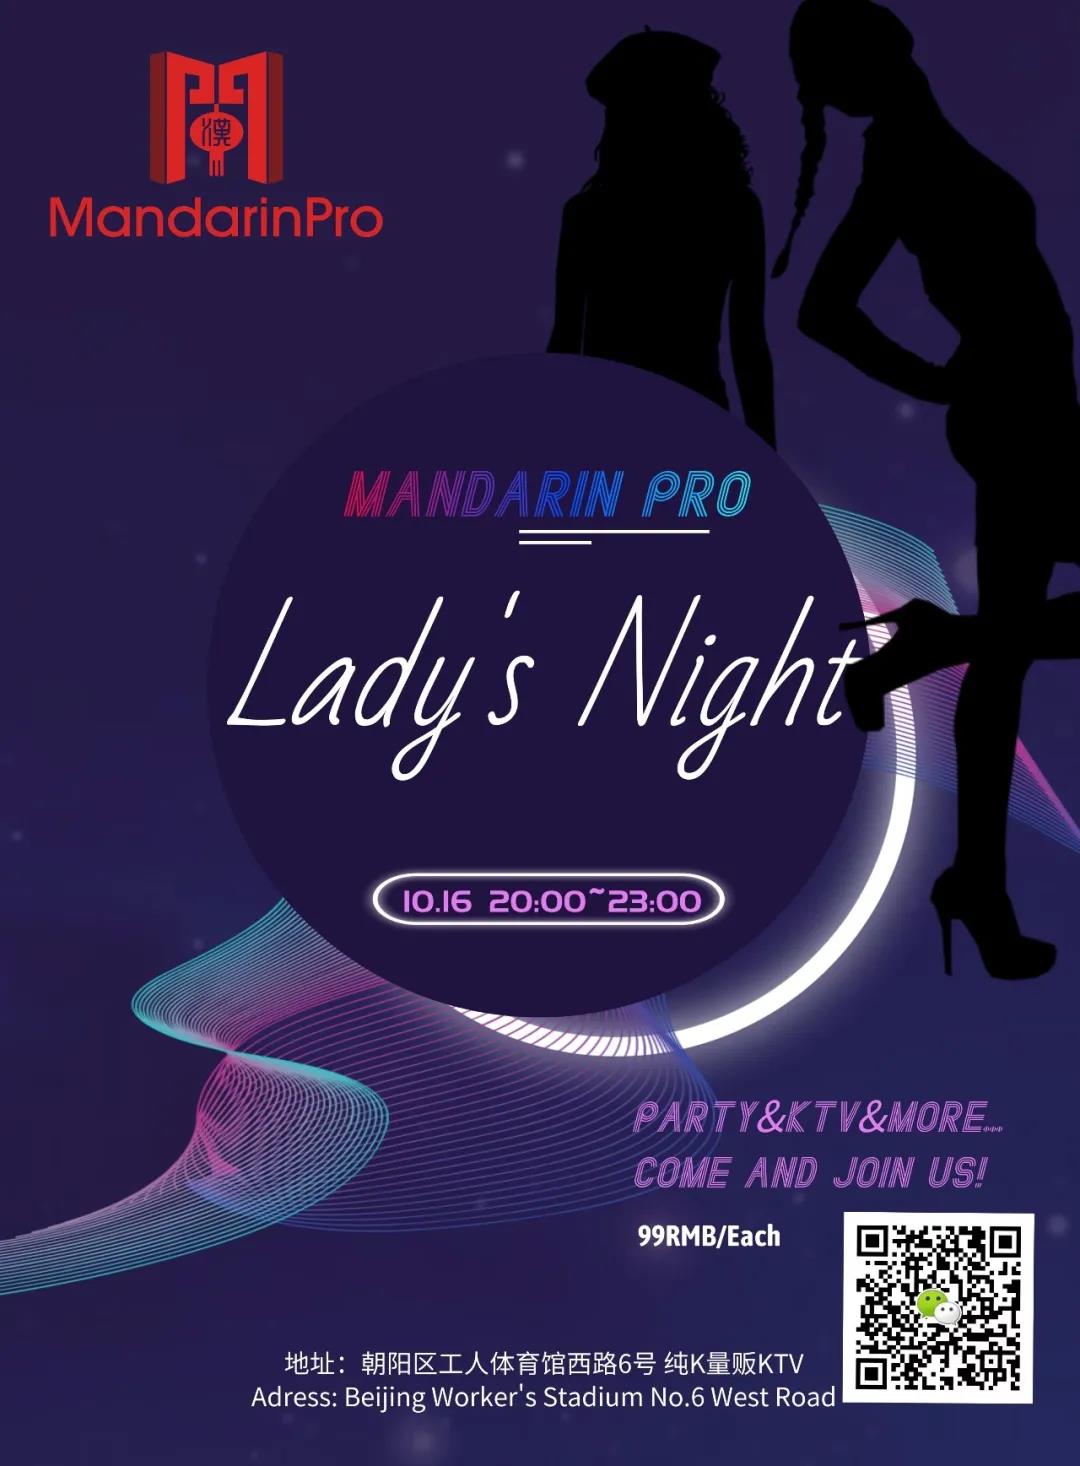 漢
MandarinPro
MANDARIN PRO
Lady's Night
10.16 20:00~23:00
PARTY&KTV&MORE...
COME AND JOIN US!
99RMB/Each
地址：朝阳区工人体育馆西路6号 纯K量贩KTV
Adress: Beijing Worker's Stadium No.6 West Road